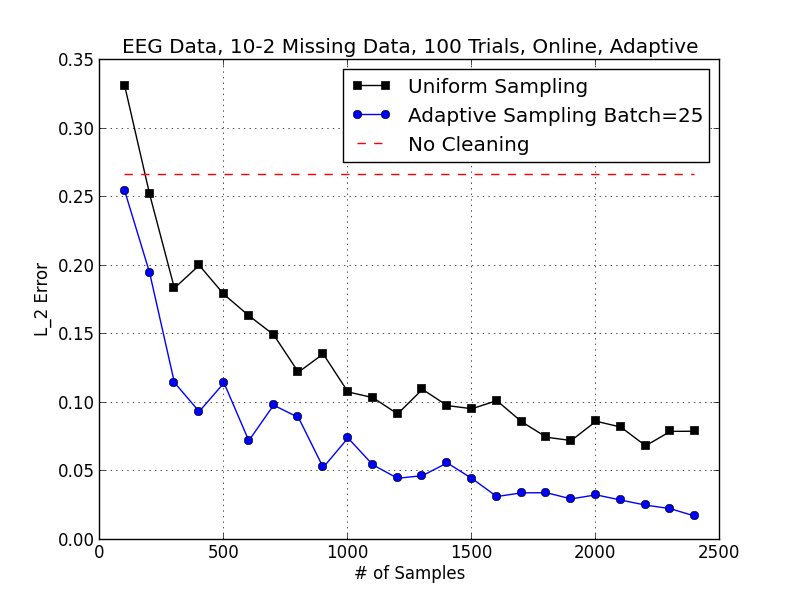 EEG Data, 10-2 Missing Data, 100 Trials, Online, Adaptive
Uniform Sampling
Adaptive Sampling Batch=25
No Cleaning
L_2 Error
0.35
0.30
0.25
0.20
0.15
0.10
0.05
0.00
0 500 1000 1500 2000 2500
# of Samples